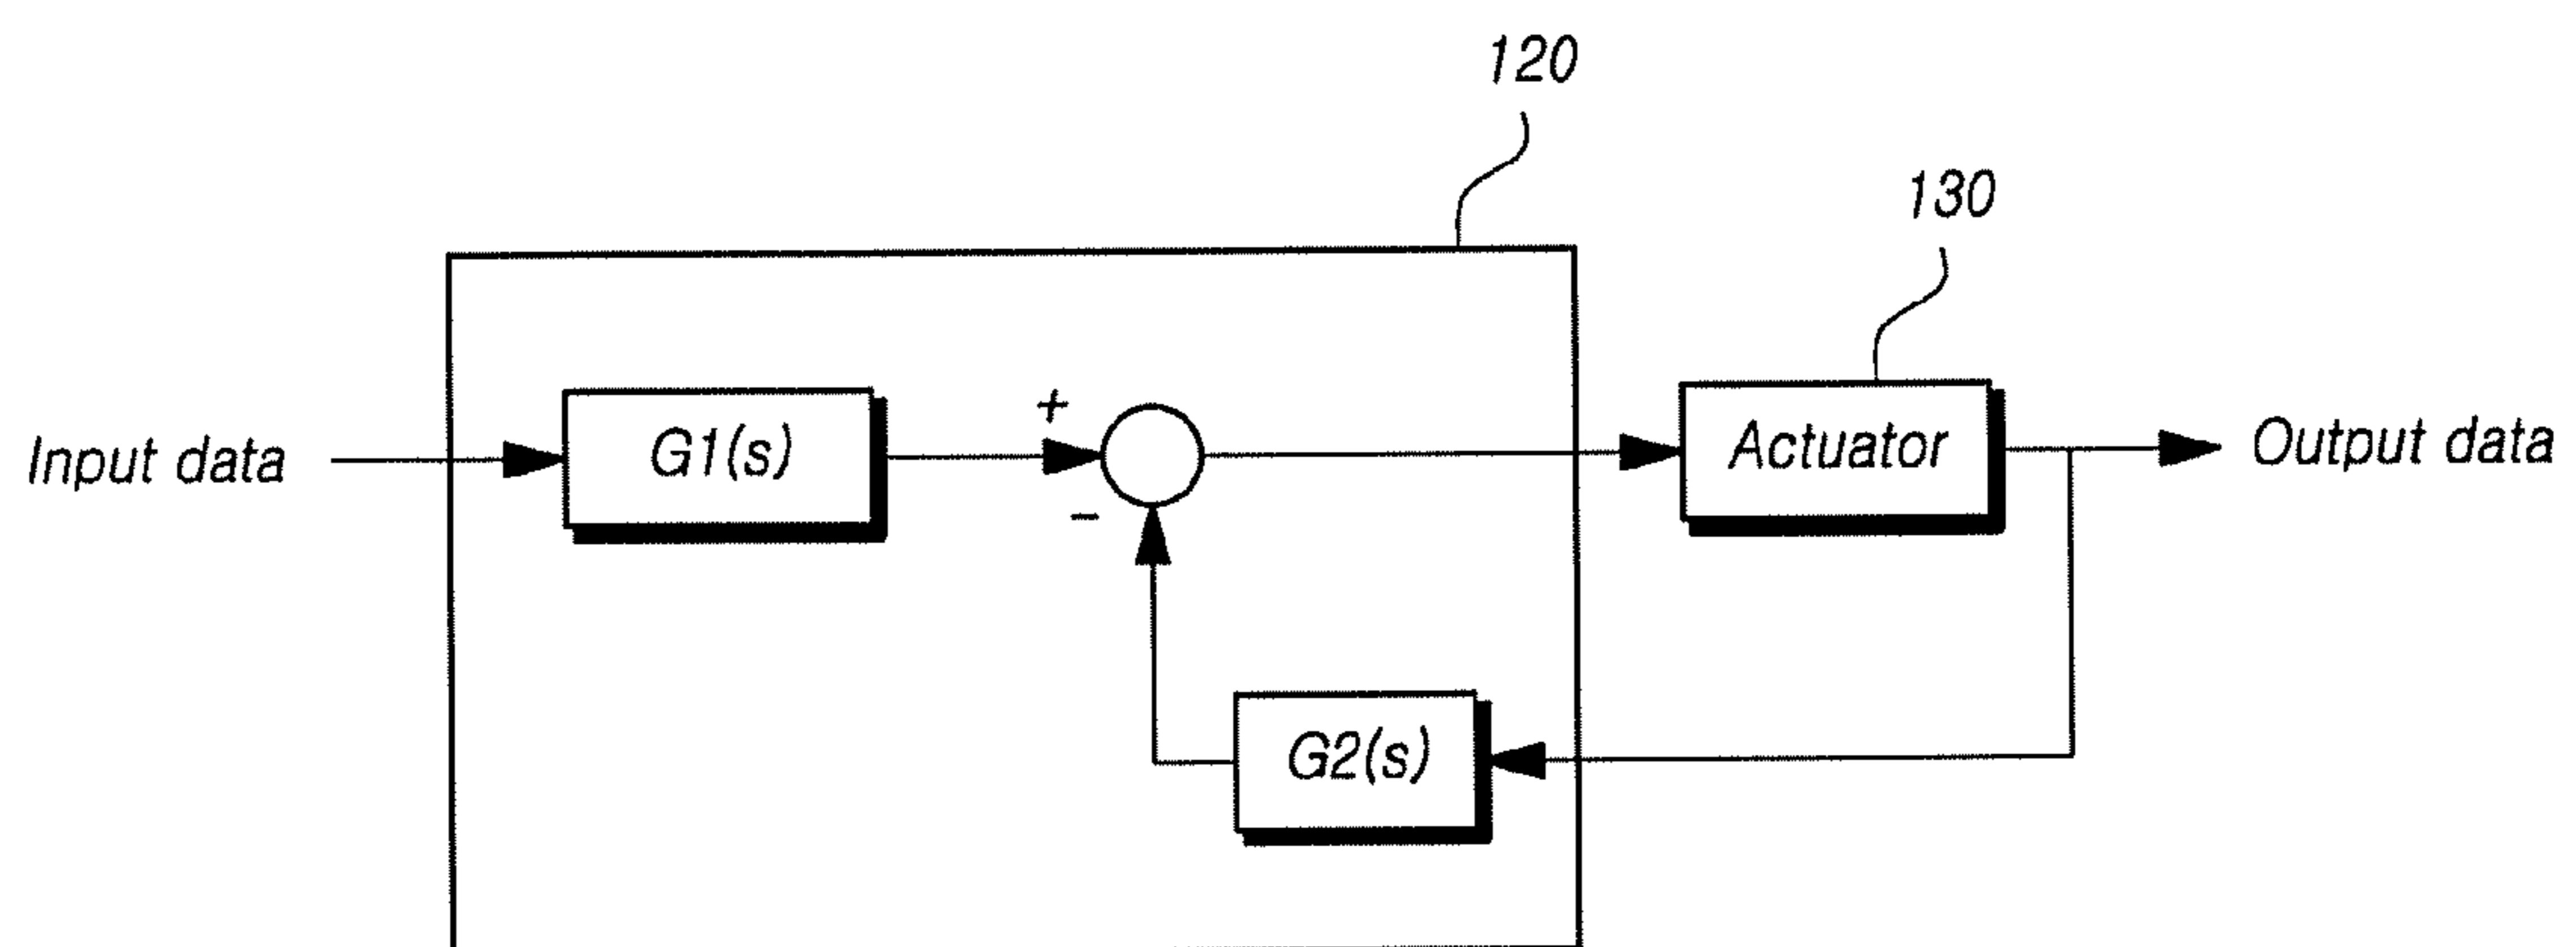 120
130
+
Input data
G1(s)
Actuator
Output data
-
G2(s)